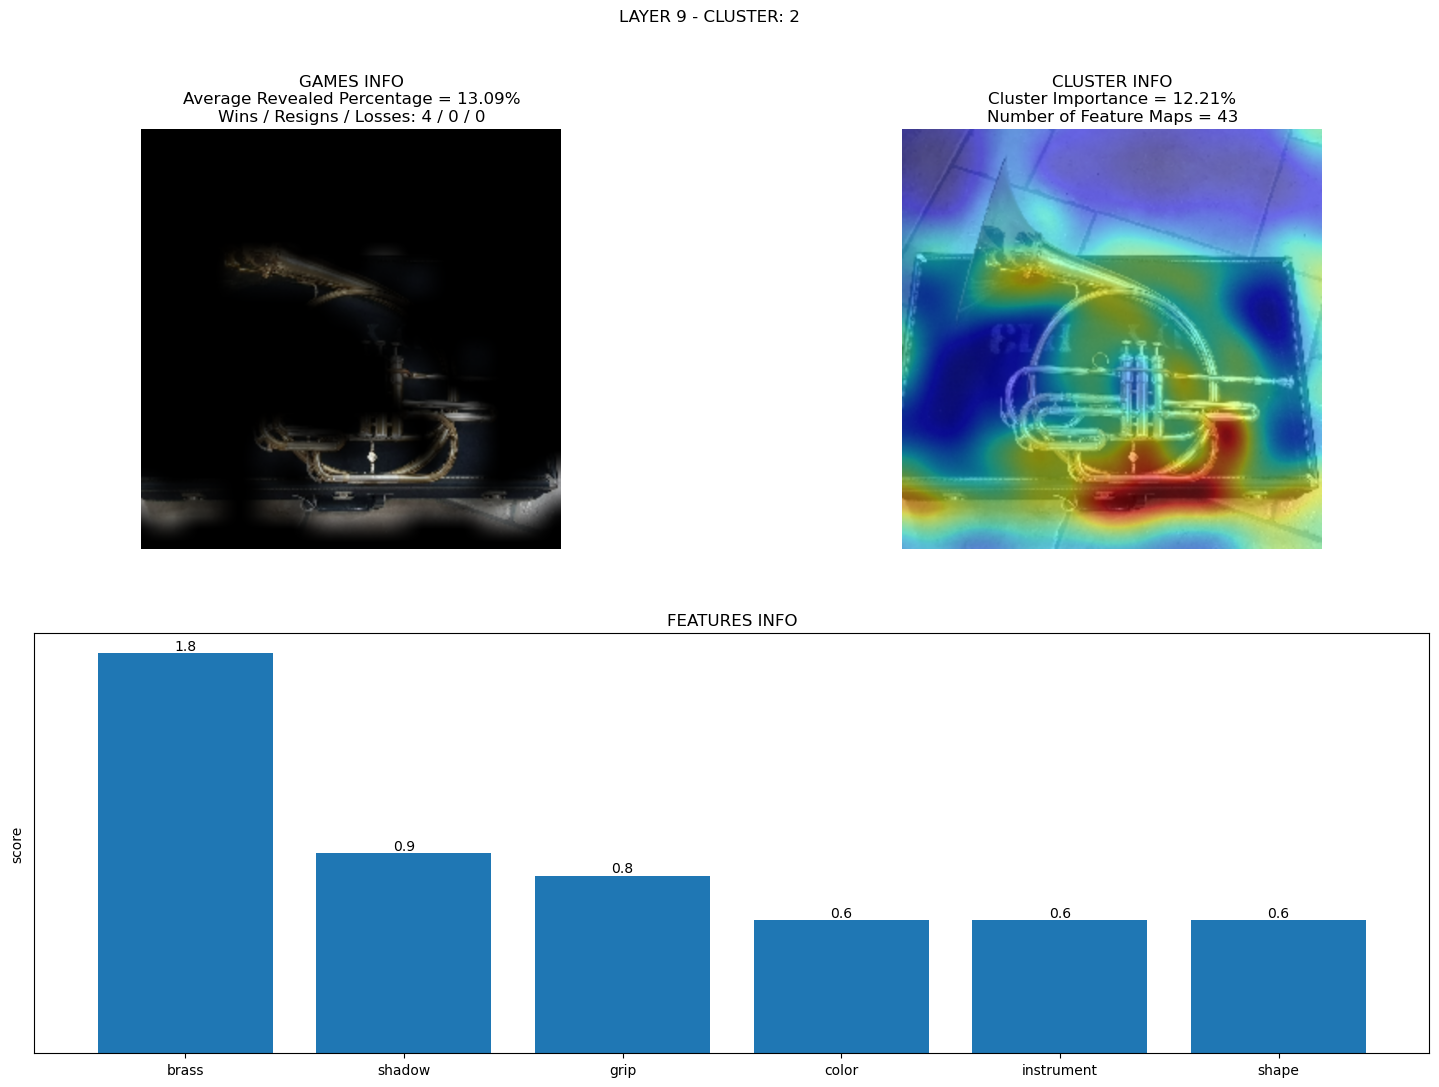 LAYER 9 - CLUSTER: 2
GAMES INFO
Average Revealed Percentage = 13.09%
Wins / Resigns / Losses: 4 / 0 / 0
CLUSTER INFO
Cluster Importance = 12.21%
Number of Feature Maps = 43
FEATURES INFO
score
1.8
0.9
0.8
0.6
0.6
0.6
brass
shadow
grip
color
instrument
shape